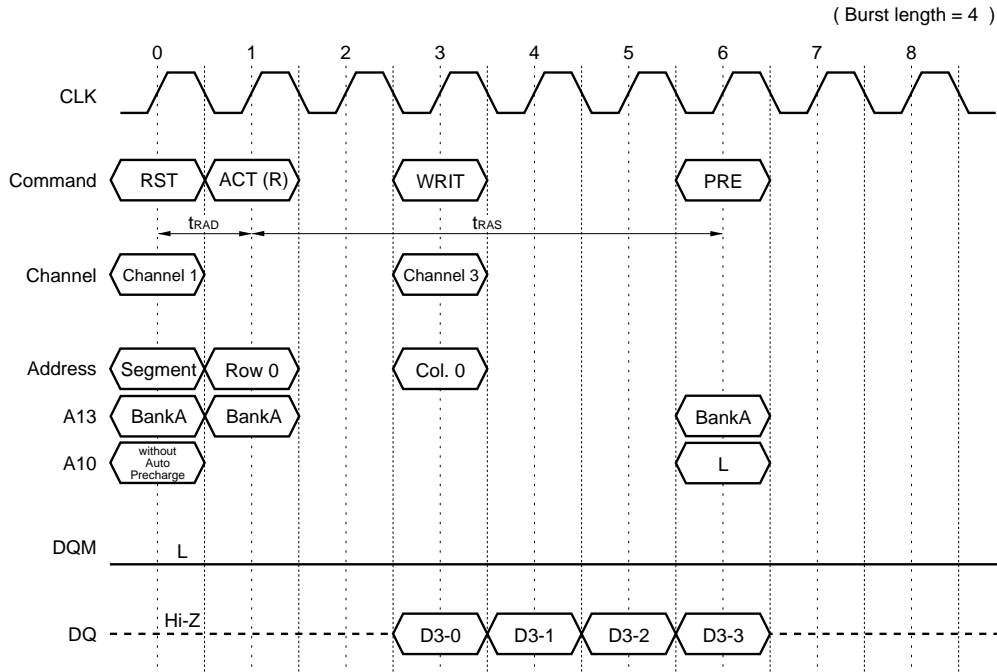 ( Burst length = 4 )
0 1 2 3 4 5 6 7 8
CLK
Command RST ACT (R) WRIT PRE
tRAD tRAS
Channel Channel 1 Channel 3
Address Segment Row 0 Col. 0
A13 BankA BankA BankA
A10 without Auto Precharge L
DQM L
Hi-Z
DQ D3-0 D3-1 D3-2 D3-3